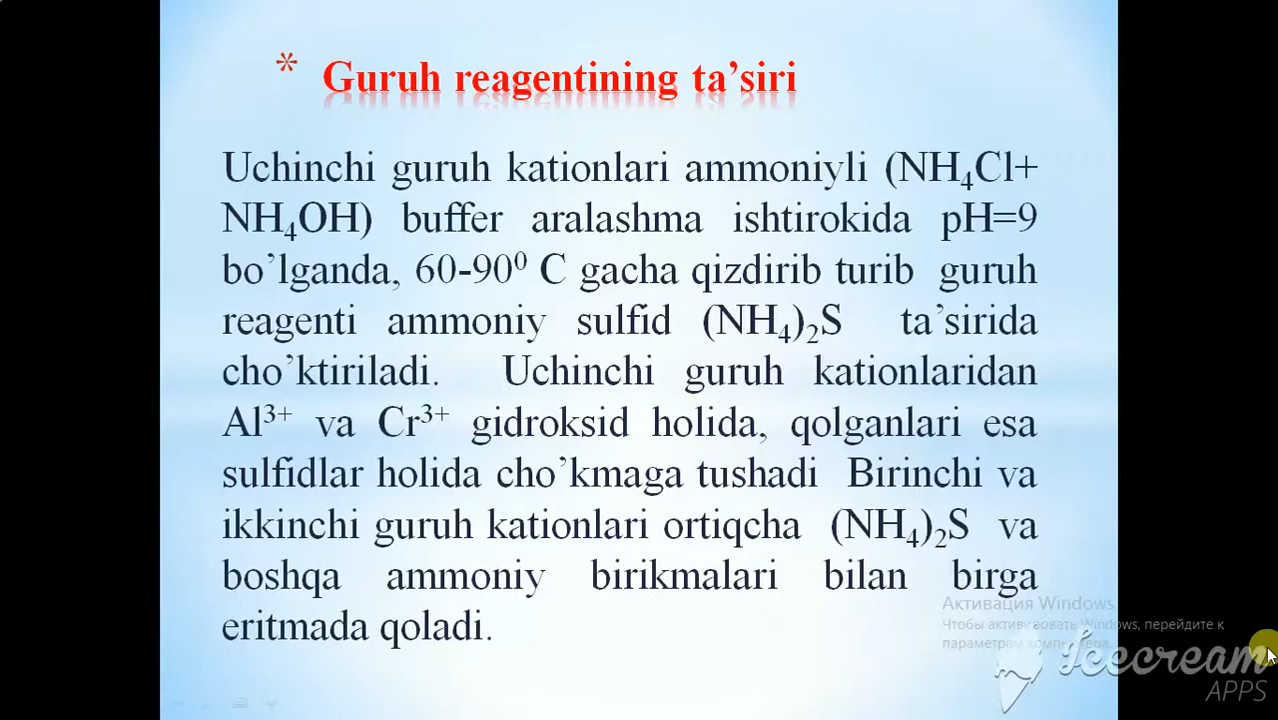 * Guruh reagentining ta’siri
Uchinchi guruh kationlari ammoniyli (NH₄Cl+
NH₄OH) buffer aralashma ishtirokida pH=9
bo’lganda, 60-90⁰ C gacha qizdirib turib guruh
reagenti ammoniy sulfid (NH₄)₂S ta’sirida
cho’ktiriladi. Uchinchi guruh kationlaridan
Al³⁺ va Cr³⁺ gidroksid holida, qolganlari esa
sulfidlar holida cho’kmaga tushadi Birinchi va
ikkinchi guruh kationlari ortiqcha (NH₄)₂S va
boshqa ammoniy birikmalari bilan birga
eritmada qoladi.
Активация Windows
Чтобы активировать Windows, перейдите к
параметрам компьютера.
Icecream
APPS